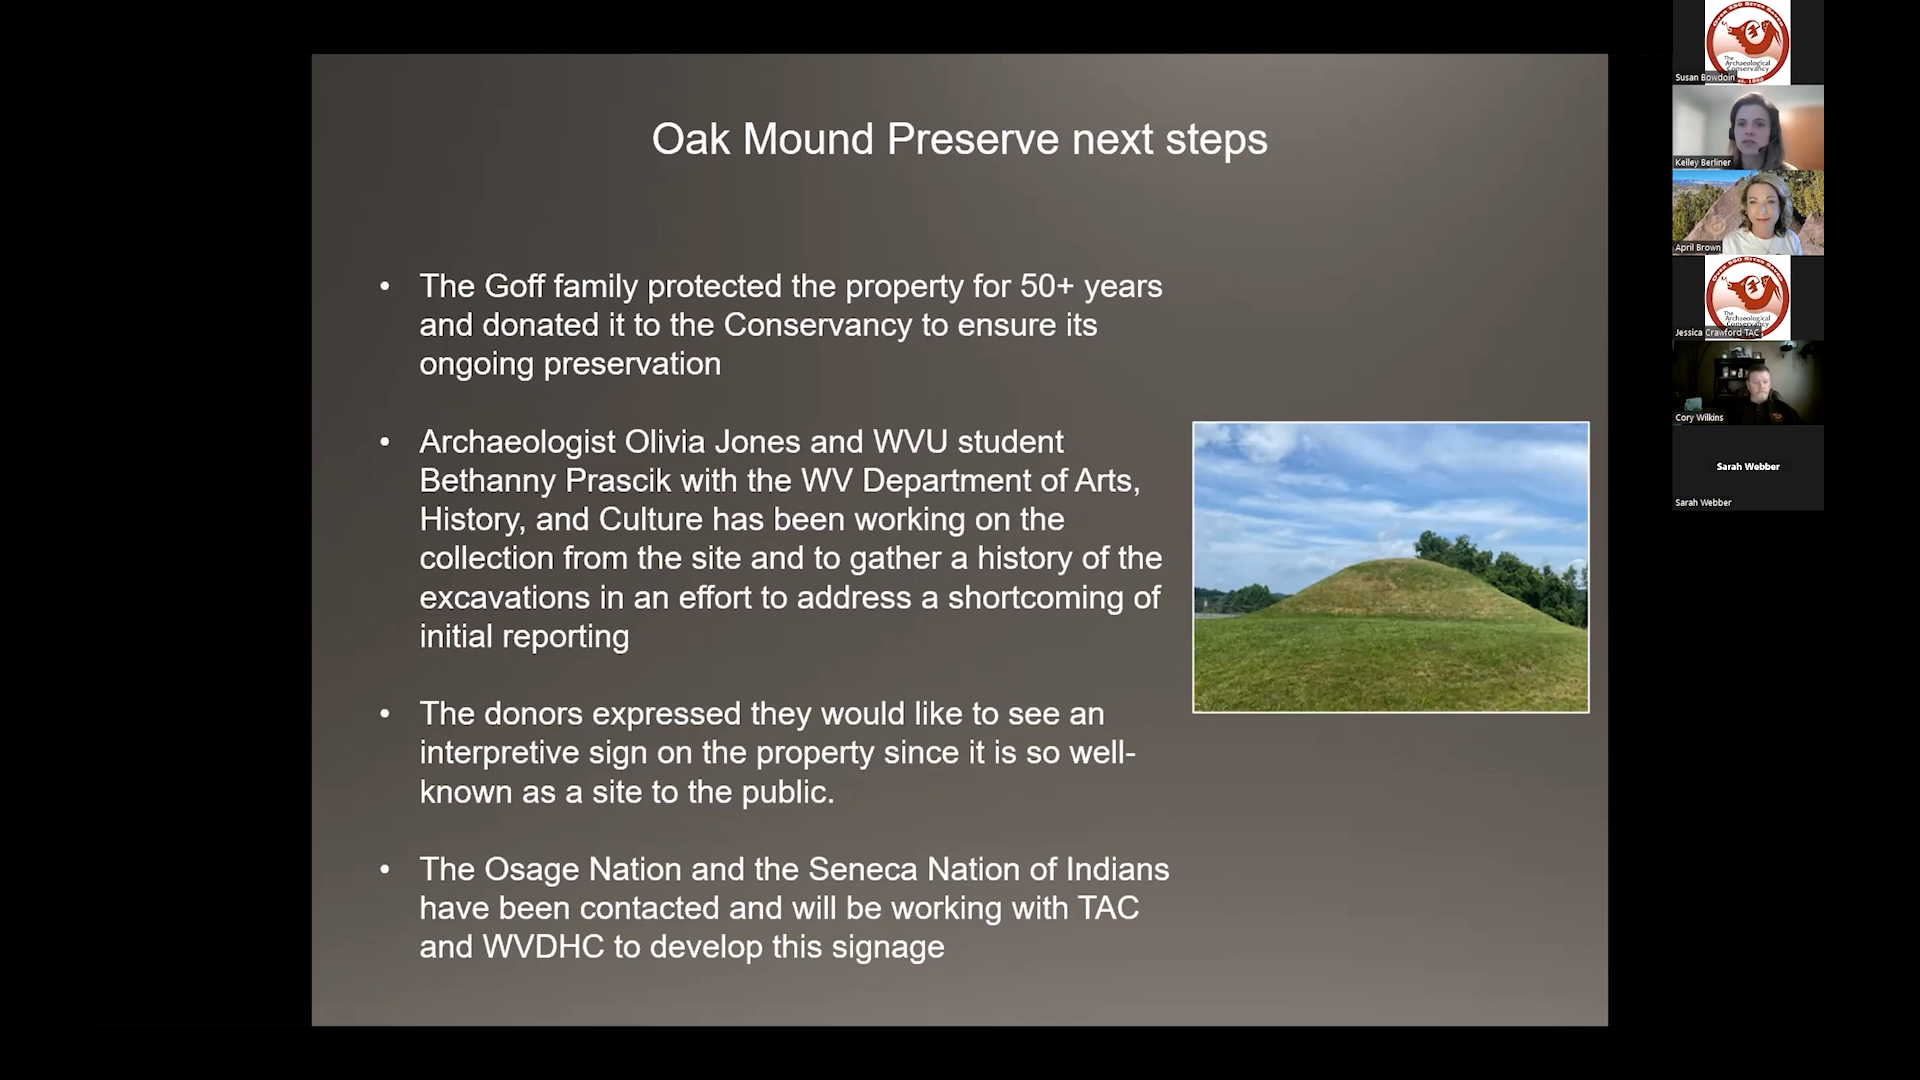 Oak Mound Preserve next steps
• The Goff family protected the property for 50+ years
and donated it to the Conservancy to ensure its
ongoing preservation
• Archaeologist Olivia Jones and WVU student
Bethanny Prascik with the WV Department of Arts,
History, and Culture has been working on the
collection from the site and to gather a history of the
excavations in an effort to address a shortcoming of
initial reporting
• The donors expressed they would like to see an
interpretive sign on the property since it is so well-
known as a site to the public.
• The Osage Nation and the Seneca Nation of Indians
have been contacted and will be working with TAC
and WVDHC to develop this signage
The
Archaeological
Conservancy
Susan Bowdoin
Kelley Berliner
April Brown
The
Archaeological
Conservancy
Jessica Crawford TAC
Cory Wilkins
Sarah Webber
Sarah Webber